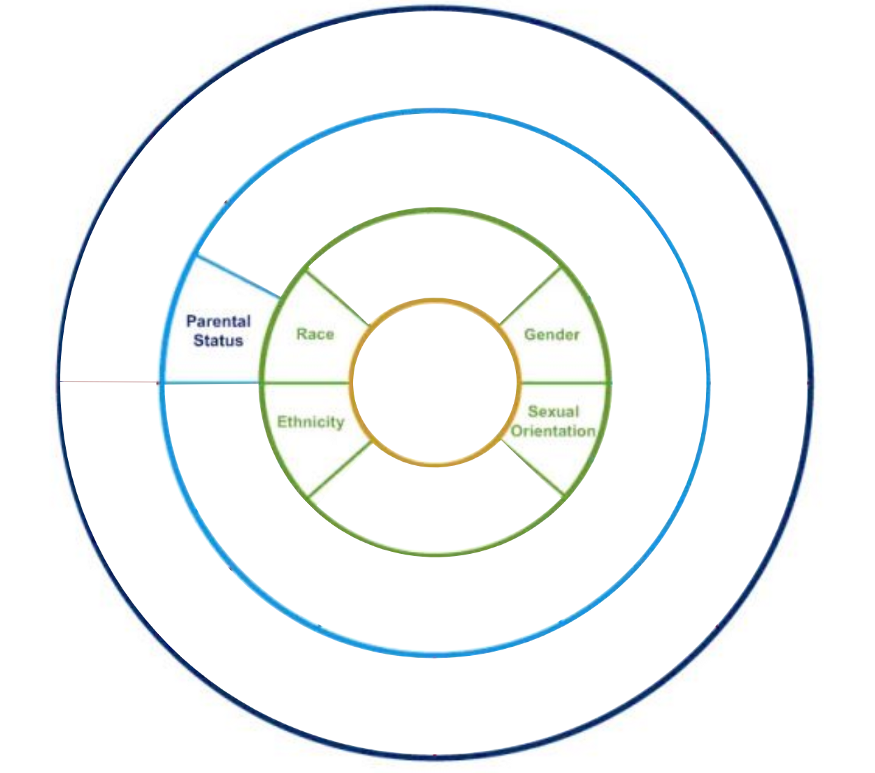 Parental
Status
Race
Gender
Ethnicity
Sexual
Orientation